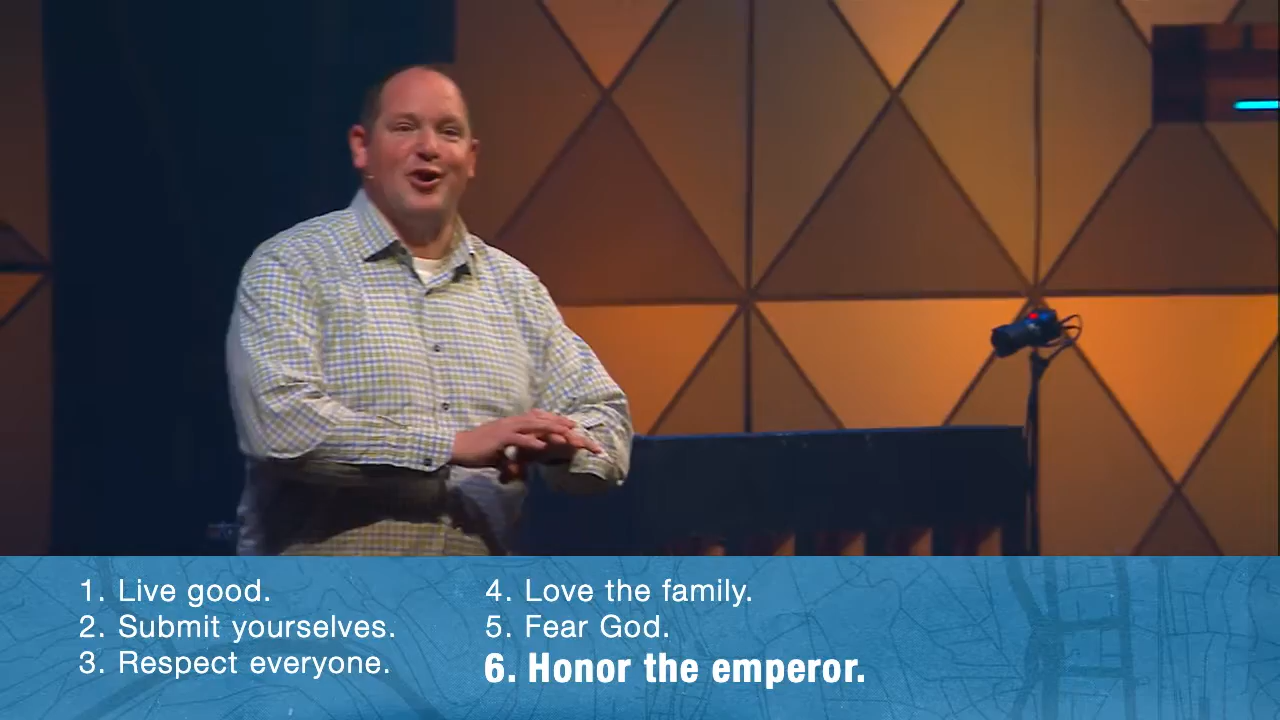 1. Live good.
2. Submit yourselves.
3. Respect everyone.
4. Love the family.
5. Fear God.
6. Honor the emperor.